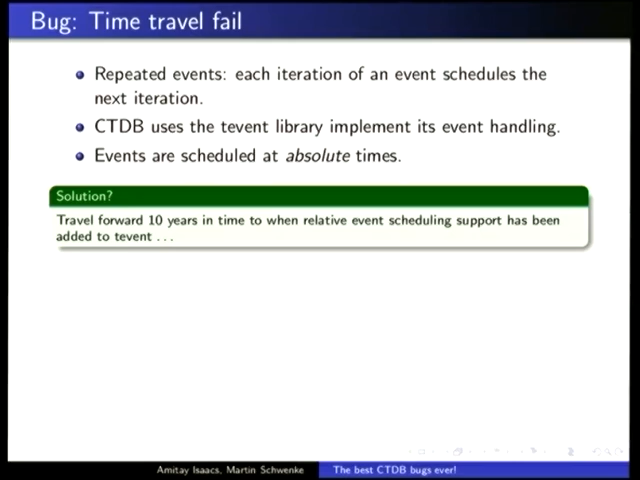 Bug: Time travel fail
Repeated events: each iteration of an event schedules the
next iteration.
CTDB uses the tevent library implement its event handling.
Events are scheduled at absolute times.
Solution?
Travel forward 10 years in time to when relative event scheduling support has been
added to tevent ...
Amitay Isaacs, Martin Schwenke
The best CTDB bugs ever!